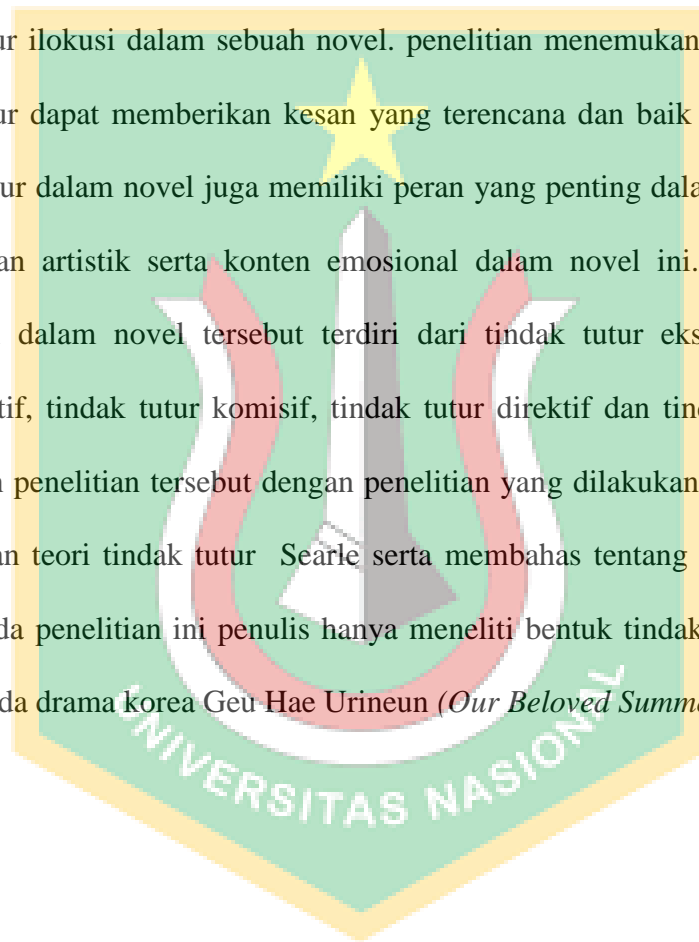 ur ilokusi dalam sebuah novel. penelitian menemukan
ur dapat memberikan kesan yang terencana dan baik
ur dalam novel juga memiliki peran yang penting dala
an artistik serta konten emosional dalam novel ini.
dalam novel tersebut terdiri dari tindak tutur eks
tif, tindak tutur komisif, tindak tutur direktif dan tin
n penelitian tersebut dengan penelitian yang dilakukan
an teori tindak tutur Searle serta membahas tentang
da penelitian ini penulis hanya meneliti bentuk tindak
da drama korea Geu Hae Urineun (Our Beloved Summe
UNIVERSITAS NASIONAL